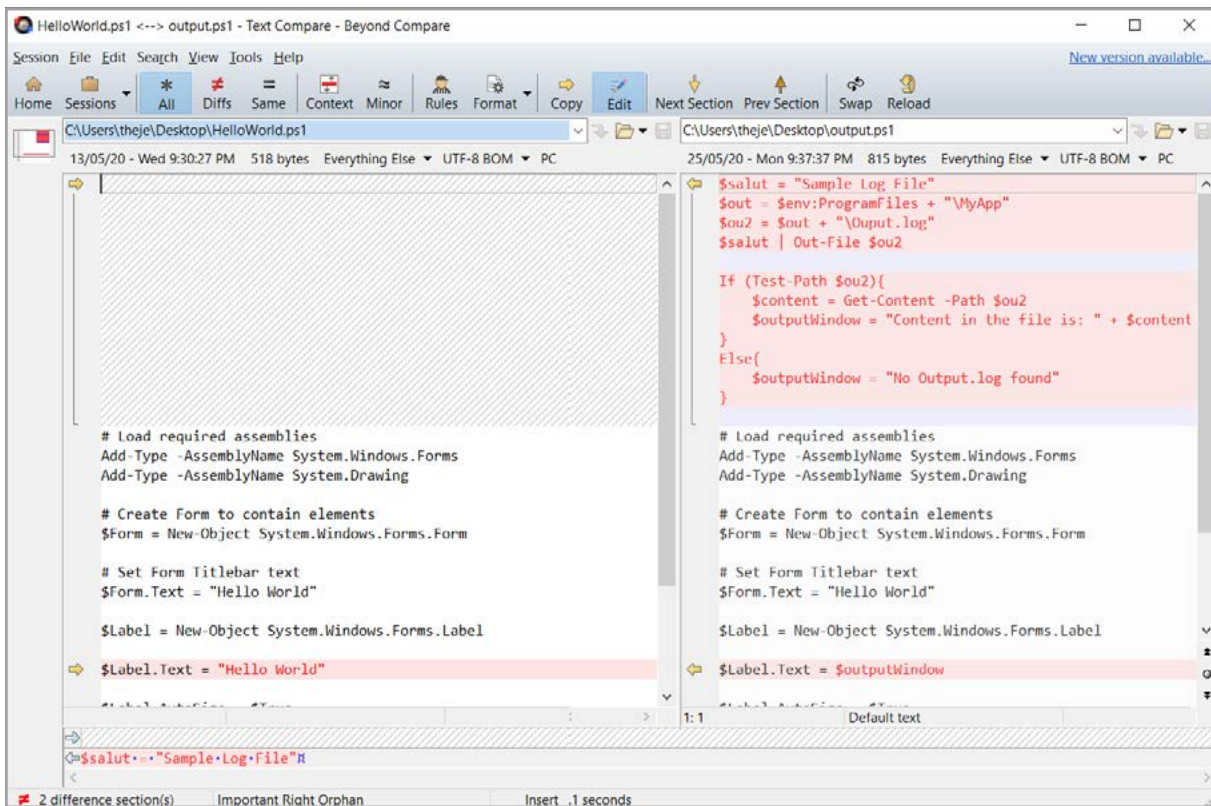 HelloWorld.ps1 <--> output.ps1 - Text Compare - Beyond Compare
Session File Edit Search View Tools Help New version available...
Home Sessions All Diffs Same Context Minor Rules Format Copy Edit Next Section Prev Section Swap Reload
C:\Users\theje\Desktop\HelloWorld.ps1
13/05/20 - Wed 9:30:27 PM 518 bytes Everything Else UTF-8 BOM PC
# Load required assemblies
Add-Type -AssemblyName System.Windows.Forms
Add-Type -AssemblyName System.Drawing
# Create Form to contain elements
$Form = New-Object System.Windows.Forms.Form
# Set Form Titlebar text
$Form.Text = "Hello World"
$Label = New-Object System.Windows.Forms.Label
$Label.Text = "Hello World"
C:\Users\theje\Desktop\output.ps1
25/05/20 - Mon 9:37:37 PM 815 bytes Everything Else UTF-8 BOM PC
$salut = "Sample Log File"
$out = $env:ProgramFiles + "\MyApp"
$ou2 = $out + "\Ouput.log"
$salut | Out-File $ou2
If (Test-Path $ou2){
$content = Get-Content -Path $ou2
$outputWindow = "Content in the file is: " + $content
}
Else{
$outputWindow = "No Output.log found"
}
# Load required assemblies
Add-Type -AssemblyName System.Windows.Forms
Add-Type -AssemblyName System.Drawing
# Create Form to contain elements
$Form = New-Object System.Windows.Forms.Form
# Set Form Titlebar text
$Form.Text = "Hello World"
$Label = New-Object System.Windows.Forms.Label
$Label.Text = $outputWindow
1: 1 Default text
$salut·=·"Sample·Log·File"¤
2 difference section(s) Important Right Orphan Insert .1 seconds